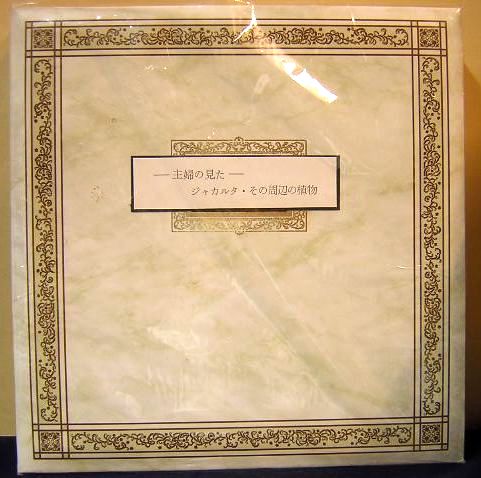 ― 主婦の見た ―
ジャカルタ・その周辺の植物